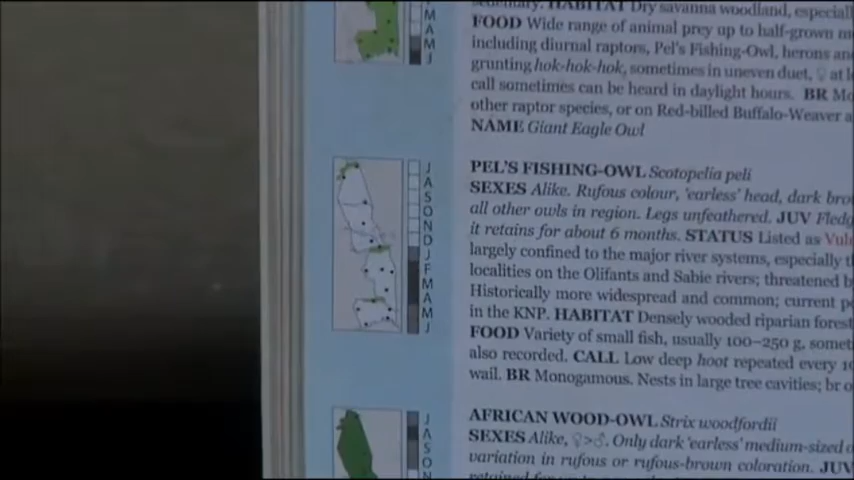 HABITAT Dry savanna woodland, especial
FOOD Wide range of animal prey up to half-grown
including diurnal raptors, Pel's Fishing-Owl, herons an
grunting hok-hok-hok, sometimes in uneven duet, ♀ at l
call sometimes can be heard in daylight hours. BR Mo
other raptor species, or on Red-billed Buffalo-Weaver
NAME Giant Eagle Owl
PEL'S FISHING-OWL Scotopelia peli
SEXES Alike. Rufous colour, 'earless' head, dark bro
all other owls in region. Legs unfeathered. JUV Fledg
it retains for about 6 months. STATUS Listed as Vuln
largely confined to the major river systems, especially t
localities on the Olifants and Sabie rivers; threatened b
Historically more widespread and common; current p
in the KNP. HABITAT Densely wooded riparian forest
FOOD Variety of small fish, usually 100–250 g, somet
also recorded. CALL Low deep hoot repeated every 10
wail. BR Monogamous. Nests in large tree cavities; br o
AFRICAN WOOD-OWL Strix woodfordii
SEXES Alike, ♀>♂. Only dark 'earless' medium-sized o
variation in rufous or rufous-brown coloration. JUV
M
A
M
J
J
A
S
O
N
D
J
F
M
A
M
J
J
A
S
O
N